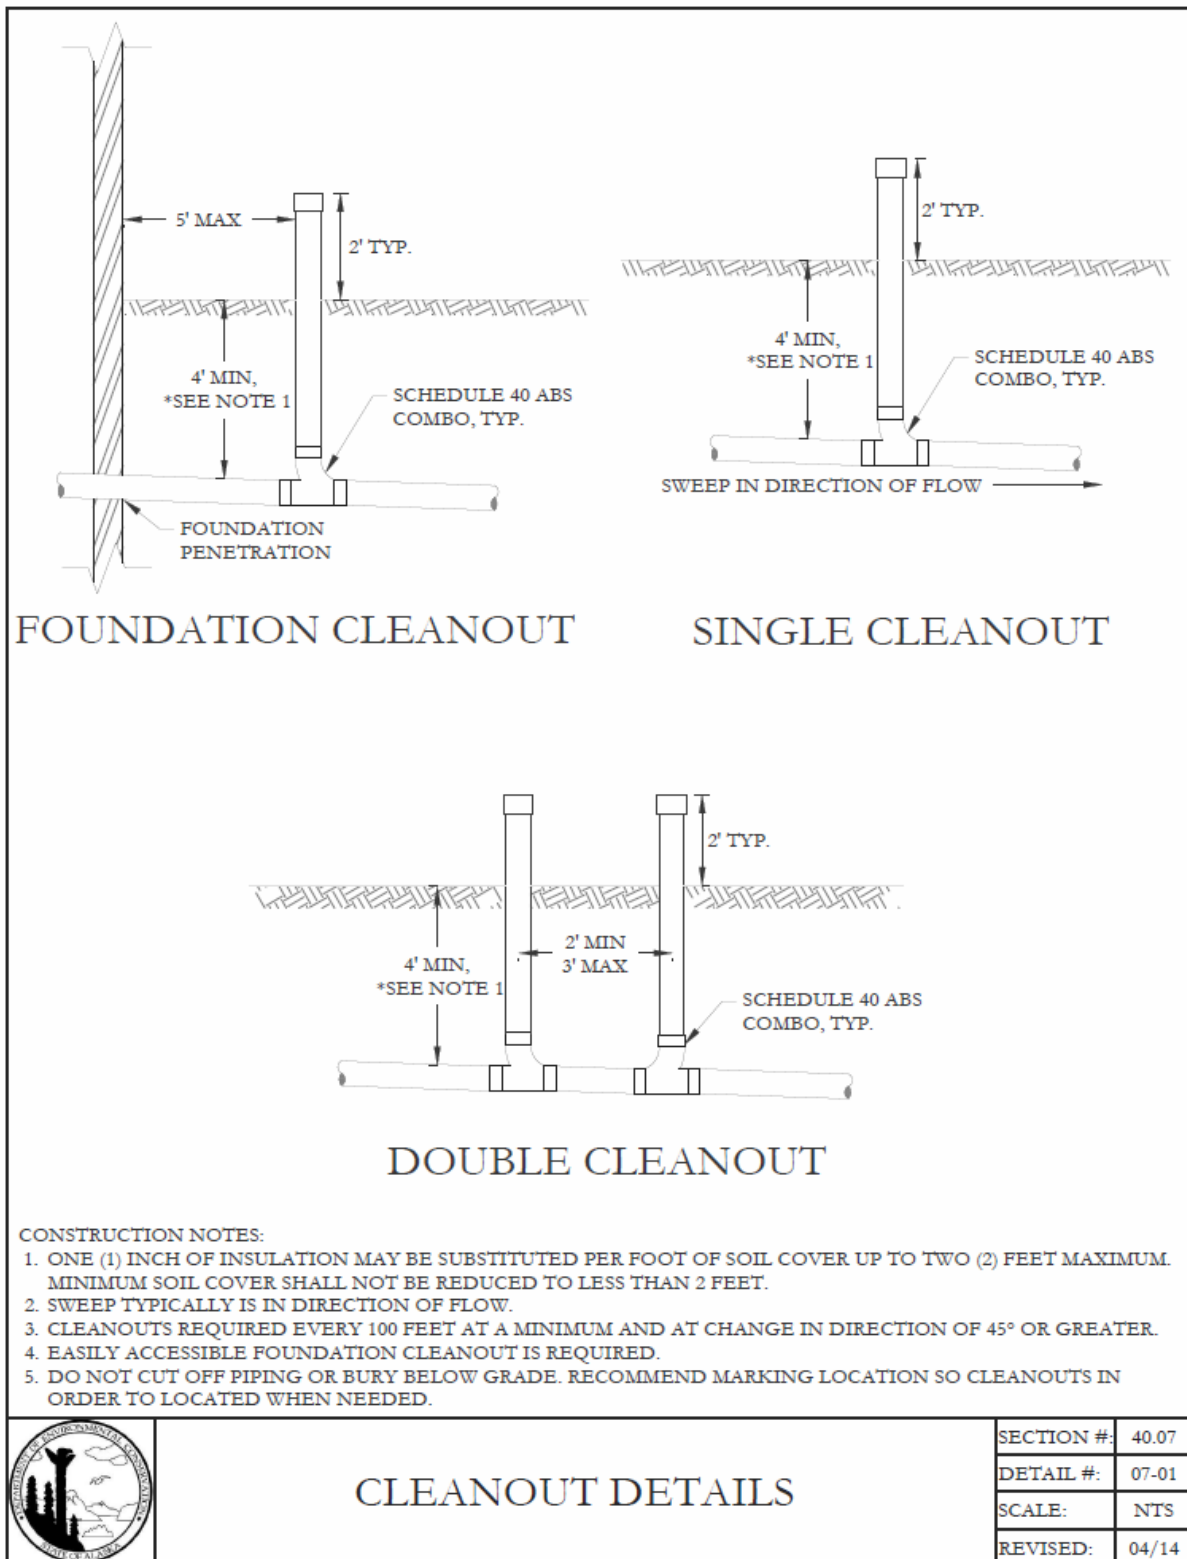 5' MAX
2' TYP.
4' MIN,
*SEE NOTE 1
SCHEDULE 40 ABS
COMBO, TYP.
FOUNDATION
PENETRATION
FOUNDATION CLEANOUT
2' TYP.
4' MIN,
*SEE NOTE 1
SCHEDULE 40 ABS
COMBO, TYP.
SWEEP IN DIRECTION OF FLOW
SINGLE CLEANOUT
2' TYP.
2' MIN
3' MAX
4' MIN,
*SEE NOTE 1
SCHEDULE 40 ABS
COMBO, TYP.
DOUBLE CLEANOUT
CONSTRUCTION NOTES:
1. ONE (1) INCH OF INSULATION MAY BE SUBSTITUTED PER FOOT OF SOIL COVER UP TO TWO (2) FEET MAXIMUM.
MINIMUM SOIL COVER SHALL NOT BE REDUCED TO LESS THAN 2 FEET.
2. SWEEP TYPICALLY IS IN DIRECTION OF FLOW.
3. CLEANOUTS REQUIRED EVERY 100 FEET AT A MINIMUM AND AT CHANGE IN DIRECTION OF 45° OR GREATER.
4. EASILY ACCESSIBLE FOUNDATION CLEANOUT IS REQUIRED.
5. DO NOT CUT OFF PIPING OR BURY BELOW GRADE. RECOMMEND MARKING LOCATION SO CLEANOUTS IN
ORDER TO LOCATED WHEN NEEDED.
DEPARTMENT OF ENVIRONMENTAL CONSERVATION
STATE OF ALASKA
CLEANOUT DETAILS
SECTION #: 40.07
DETAIL #: 07-01
SCALE: NTS
REVISED: 04/14